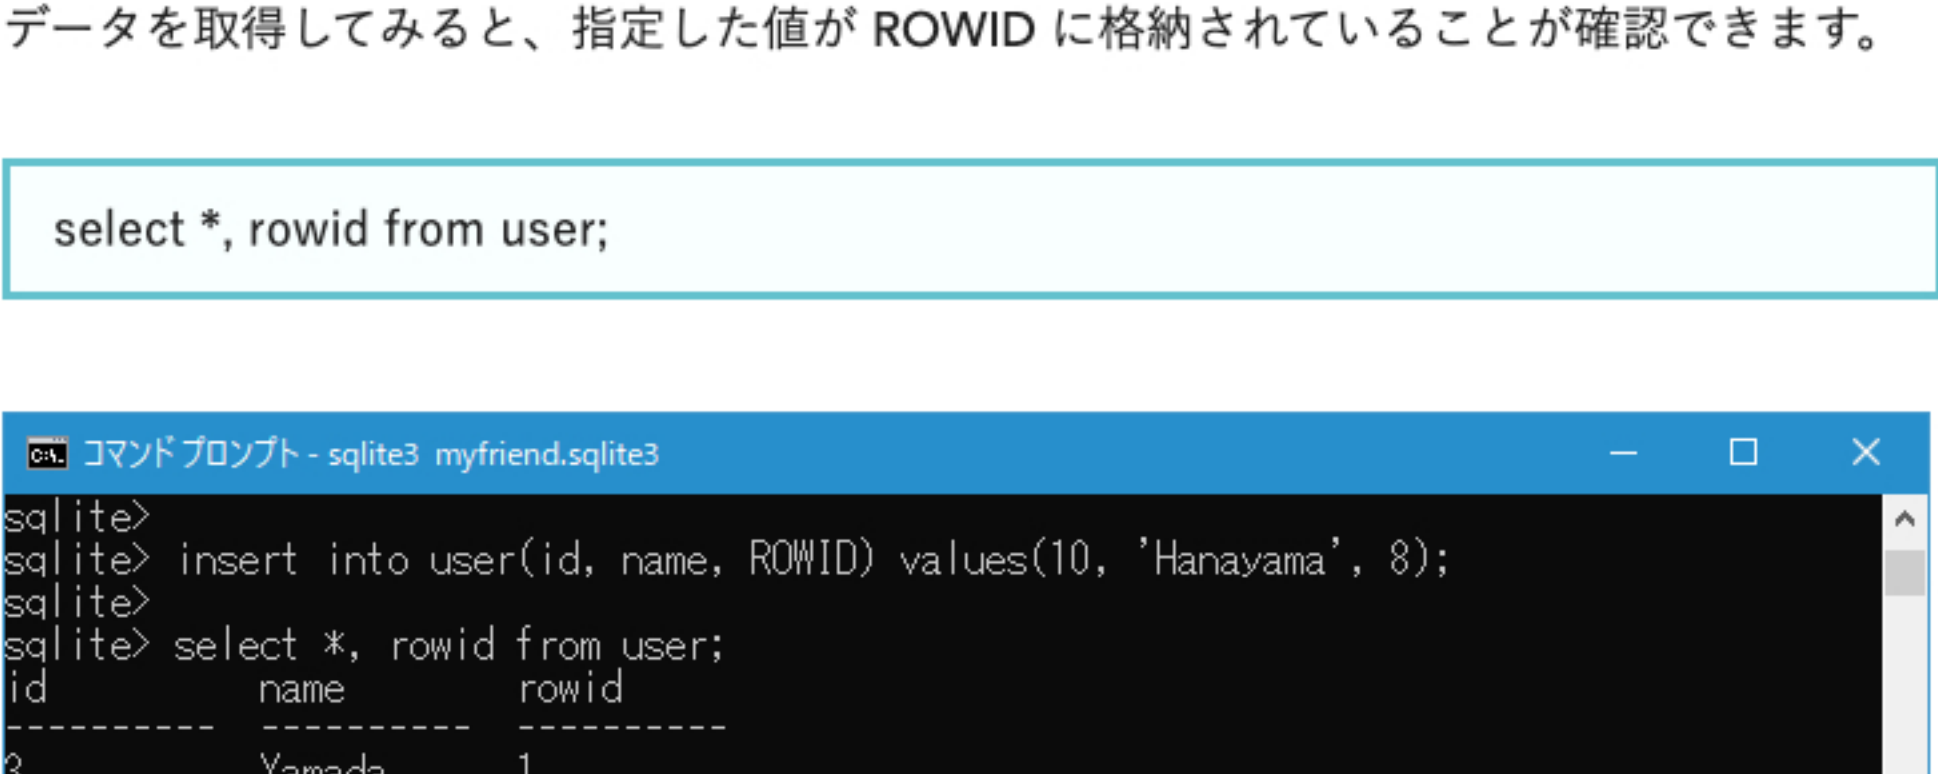 データを取得してみると、指定した値が ROWID に格納されていることが確認できます。
select *, rowid from user;
コマンド プロンプト - sqlite3  myfriend.sqlite3
sqlite>
sqlite> insert into user(id, name, ROWID) values(10, 'Hanayama', 8);
sqlite>
sqlite> select *, rowid from user;
id          name        rowid
----------  ----------  ----------
3           Yamada      1